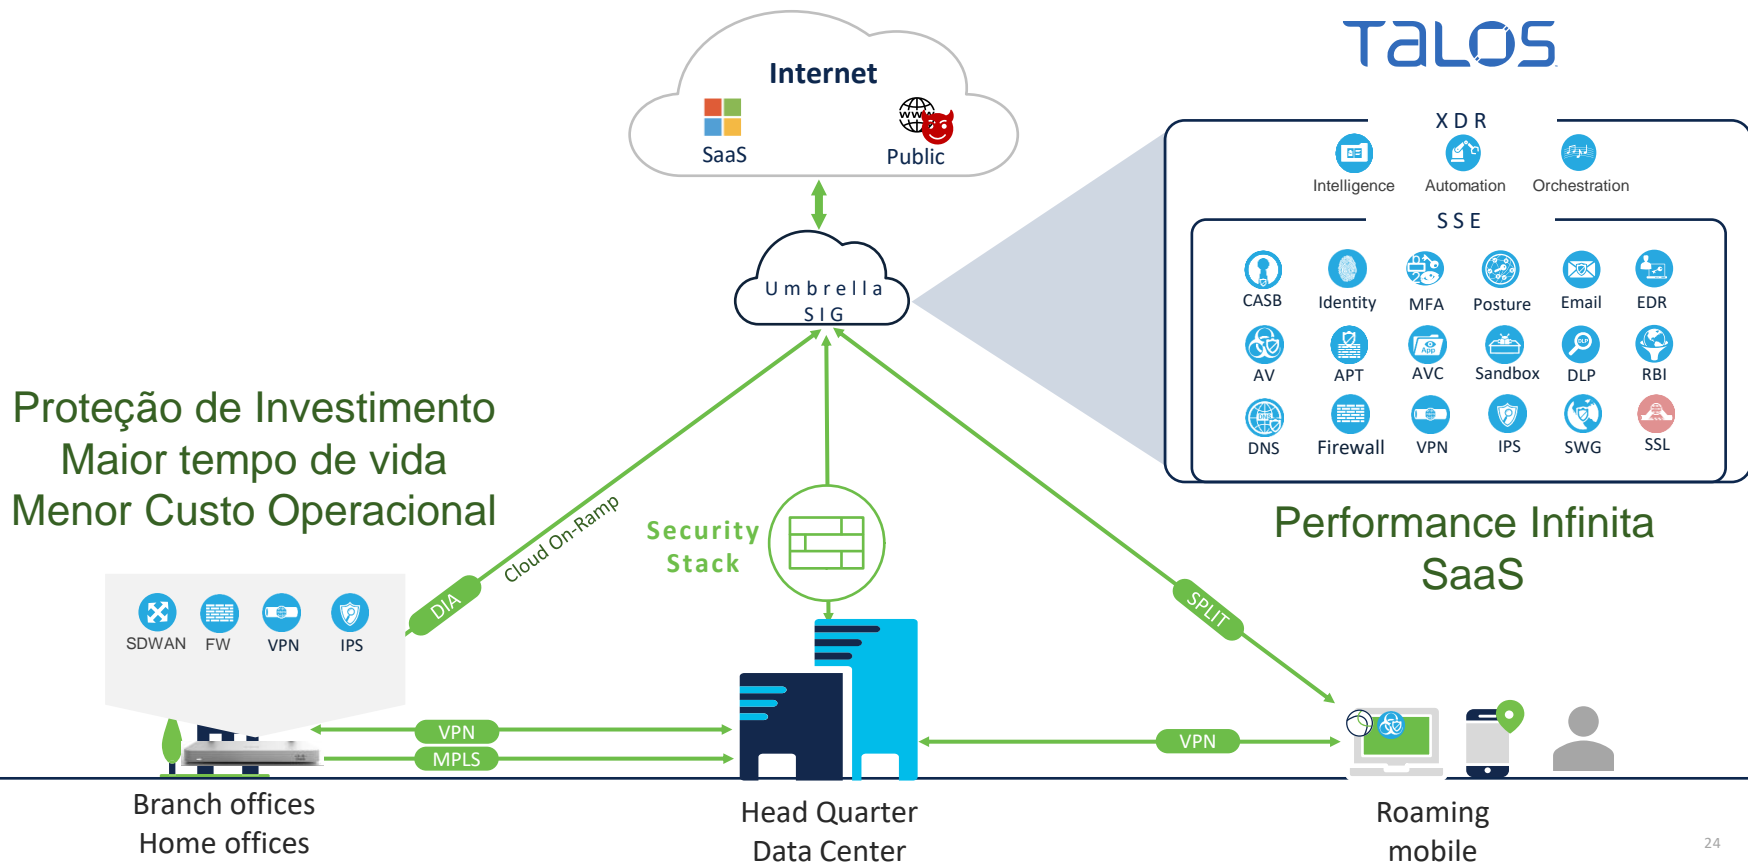 TALOS
Internet
SaaS
Public
XDR
Intelligence
Automation
Orchestration
SSE
CASB
Identity
MFA
Posture
Email
EDR
AV
APT
AVC
Sandbox
DLP
RBI
DNS
Firewall
VPN
IPS
SWG
SSL
Umbrella
SIG
Proteção de Investimento
Maior tempo de vida
Menor Custo Operacional
Performance Infinita
SaaS
Cloud On-Ramp
DIA
Security
Stack
SPLIT
SDWAN
FW
VPN
IPS
VPN
MPLS
VPN
Branch offices
Home offices
Head Quarter
Data Center
Roaming
mobile
24